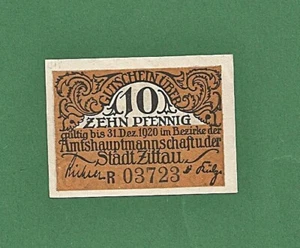 GUTSCHEIN ÜBER
10
ZEHN PFENNIG
gültig bis 31. Dez. 1920 im Bezirke der
Amtshauptmannschaft u. der
Stadt Zittau
R 03723